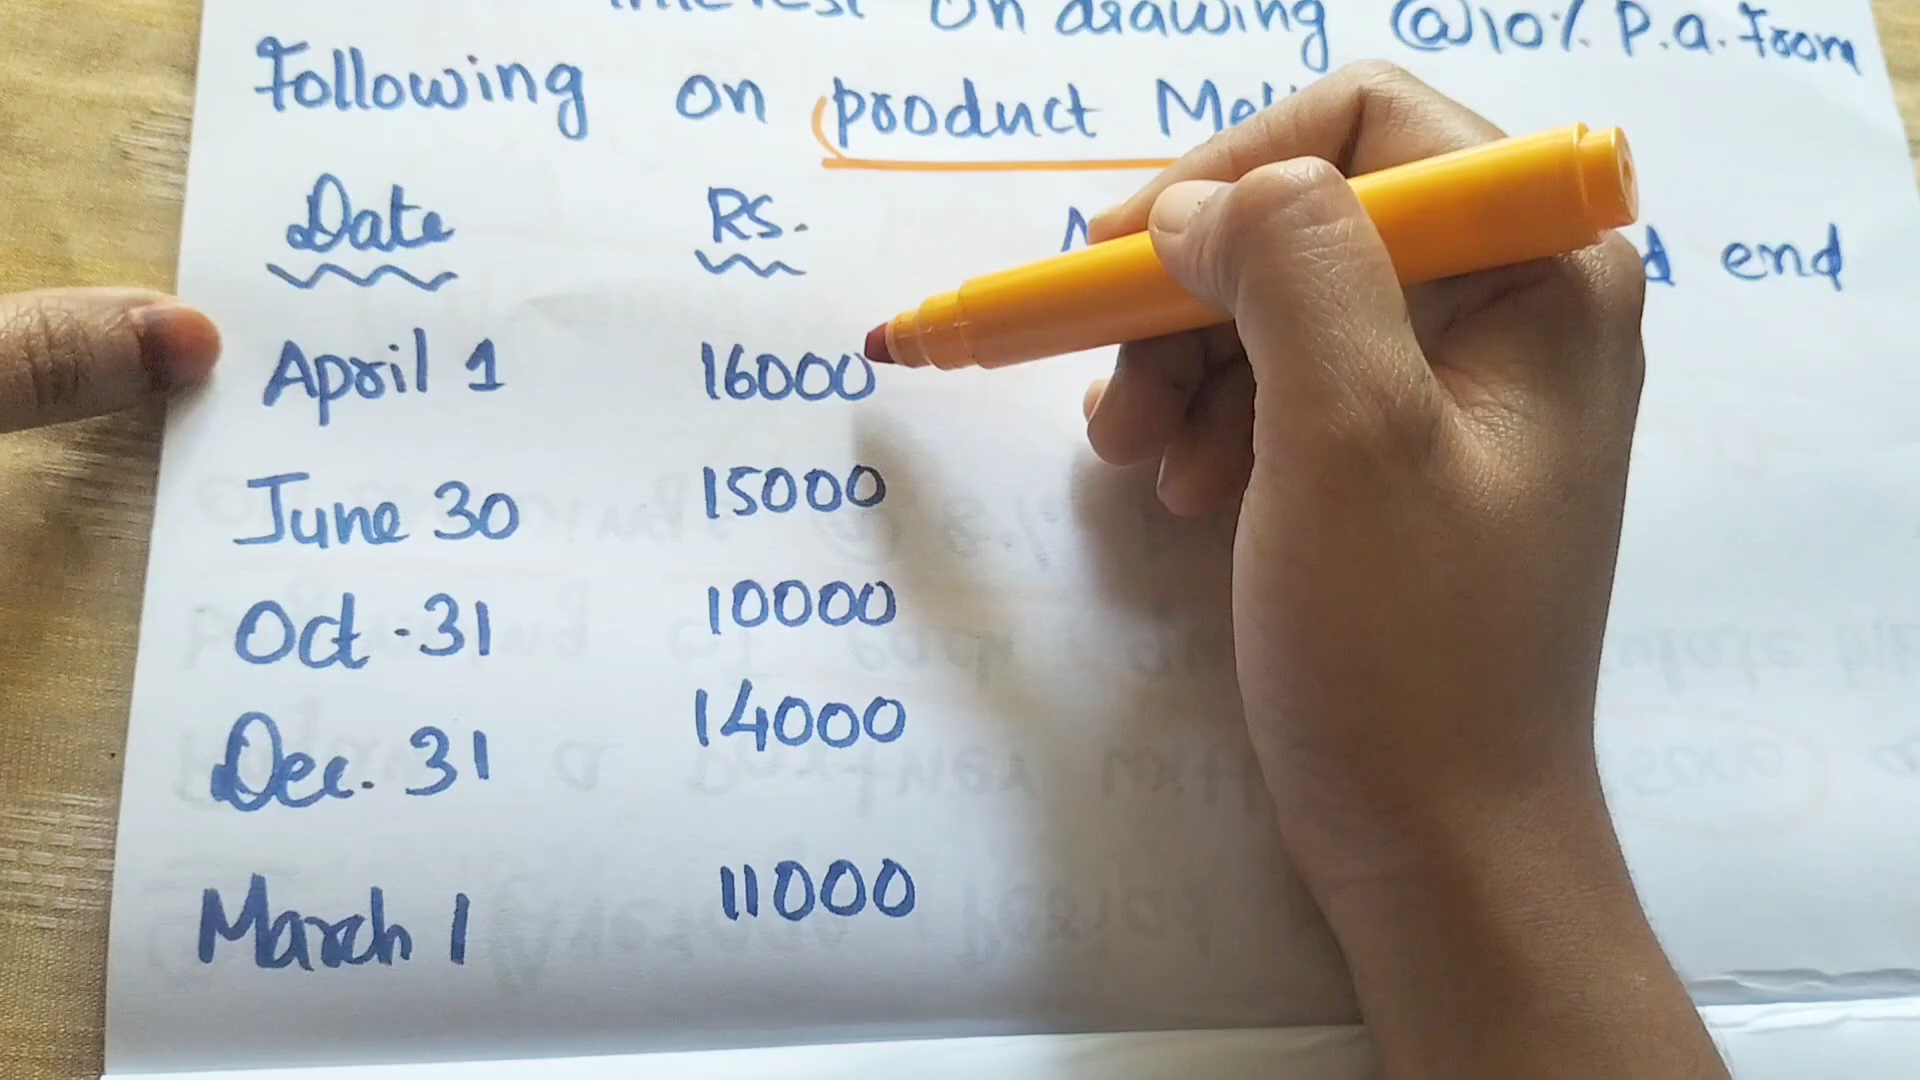 Interest on drawing @10% P.a. From
Following on product
Date RS. end
April 1 16000
June 30 15000
Oct.31 10000
Dec. 31 14000
March 1 11000